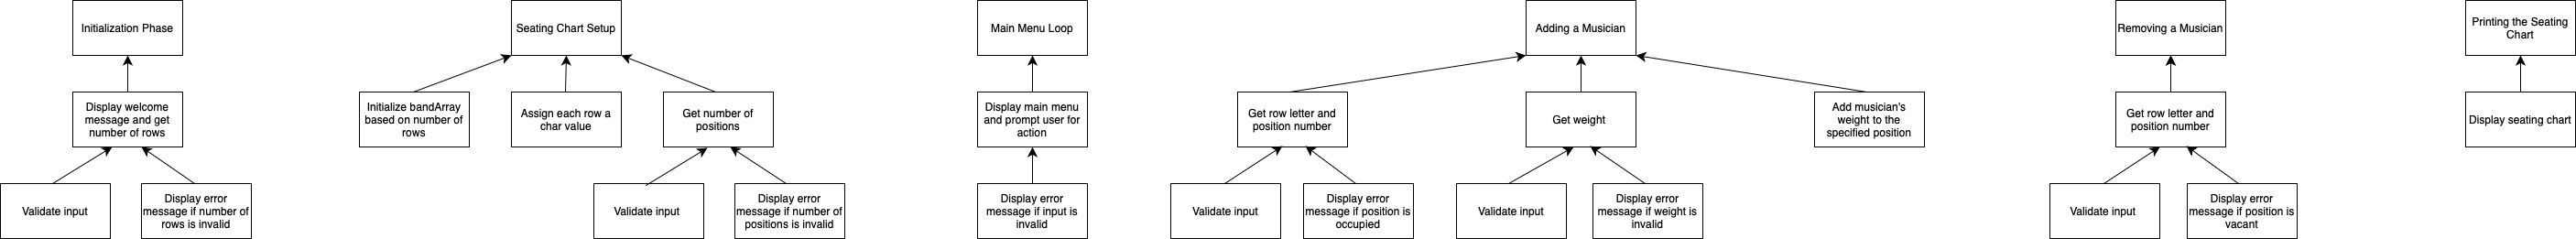 Initialization Phase
Seating Chart Setup
Main Menu Loop
Adding a Musician
Removing a Musician
Printing the Seating
Chart
Display welcome
message and get
number of rows
Initialize bandArray
based on number of
rows
Assign each row a
char value
Get number of
positions
Display main menu
and prompt user for
action
Get row letter and
position number
Get weight
Add musician's
weight to the
specified position
Get row letter and
position number
Display seating chart
Validate input
Display error
message if number of
rows is invalid
Validate input
Display error
message if number of
positions is invalid
Display error
message if input is
invalid
Validate input
Display error
message if position is
occupied
Validate input
Display error
message if weight is
invalid
Validate input
Display error
message if position is
vacant